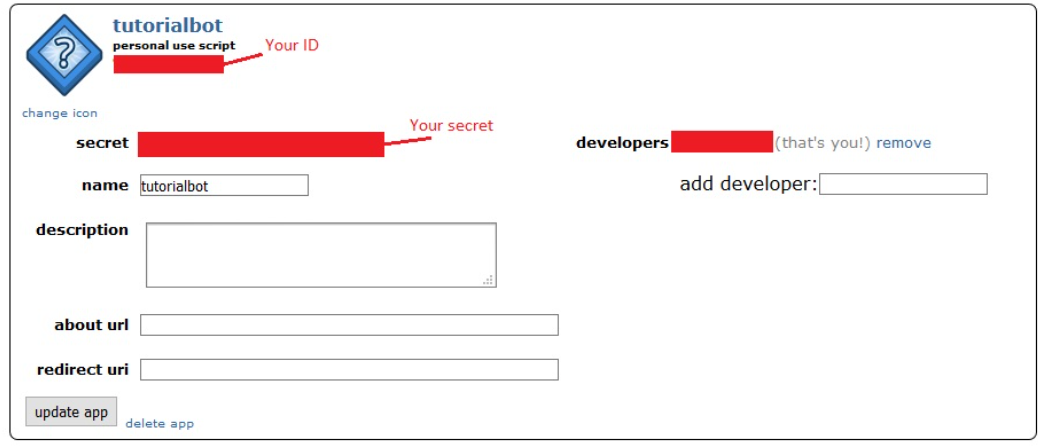 tutorialbot
personal use script
Your ID
change icon
Your secret
secret
developers (that's you!) remove
name tutorialbot
add developer:
description
about url
redirect uri
update app
delete app